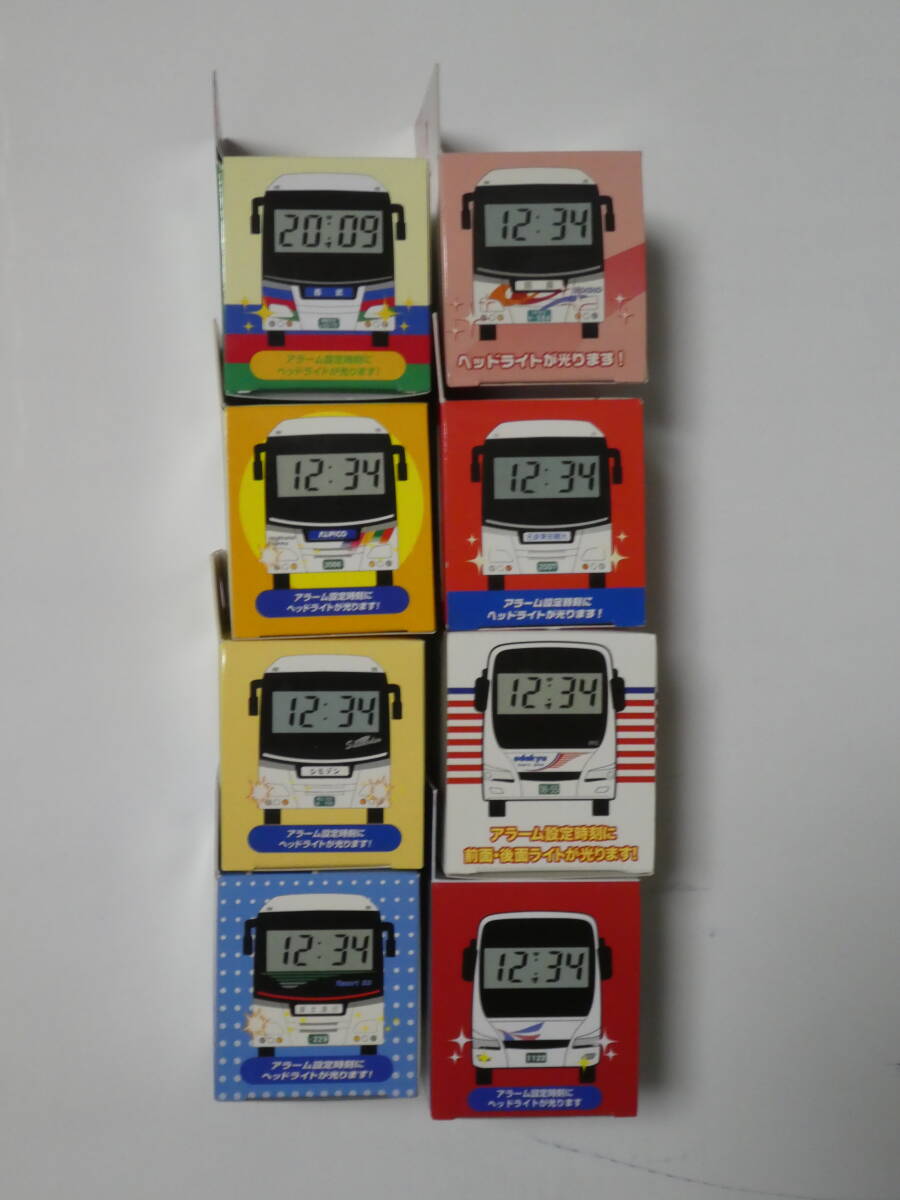 20:09
西武
アラーム設定時刻に
ヘッドライトが光ります!
12:34
ヘッドライトが光ります!
12:34
ALPICO
アラーム設定時刻に
ヘッドライトが光ります!
12:34
アラーム設定時刻に
ヘッドライトが光ります!
12:34
シモデン
アラーム設定時刻に
ヘッドライトが光ります!
12:34
odakyu
アラーム設定時刻に
前面・後面ライトが光ります!
12:34
Resort
229
アラーム設定時刻に
ヘッドライトが光ります!
12:34
1122
アラーム設定時刻に
ヘッドライトが光ります